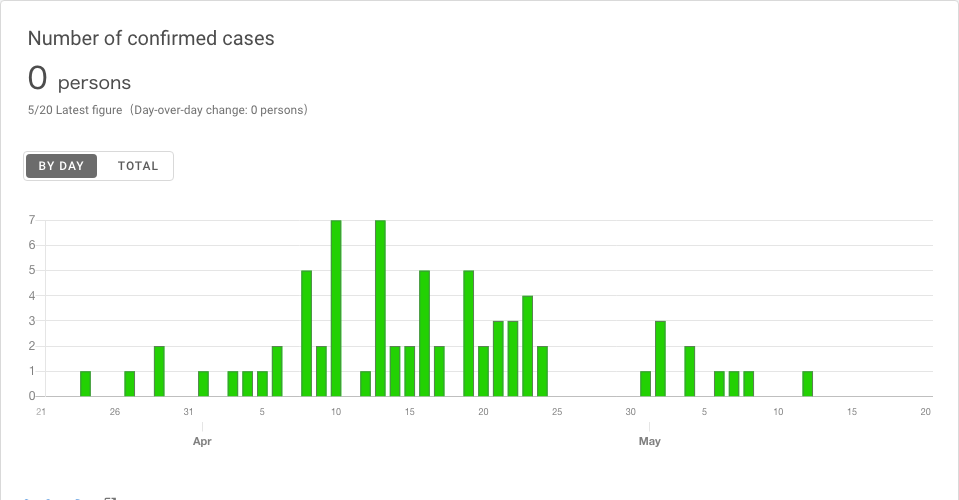 Number of confirmed cases
0 persons
5/20 Latest figure (Day-over-day change: 0 persons)
BY DAY TOTAL
7
6
5
4
3
2
1
0
21 26 31 5 10 15 20 25 30 5 10 15 20
Apr May